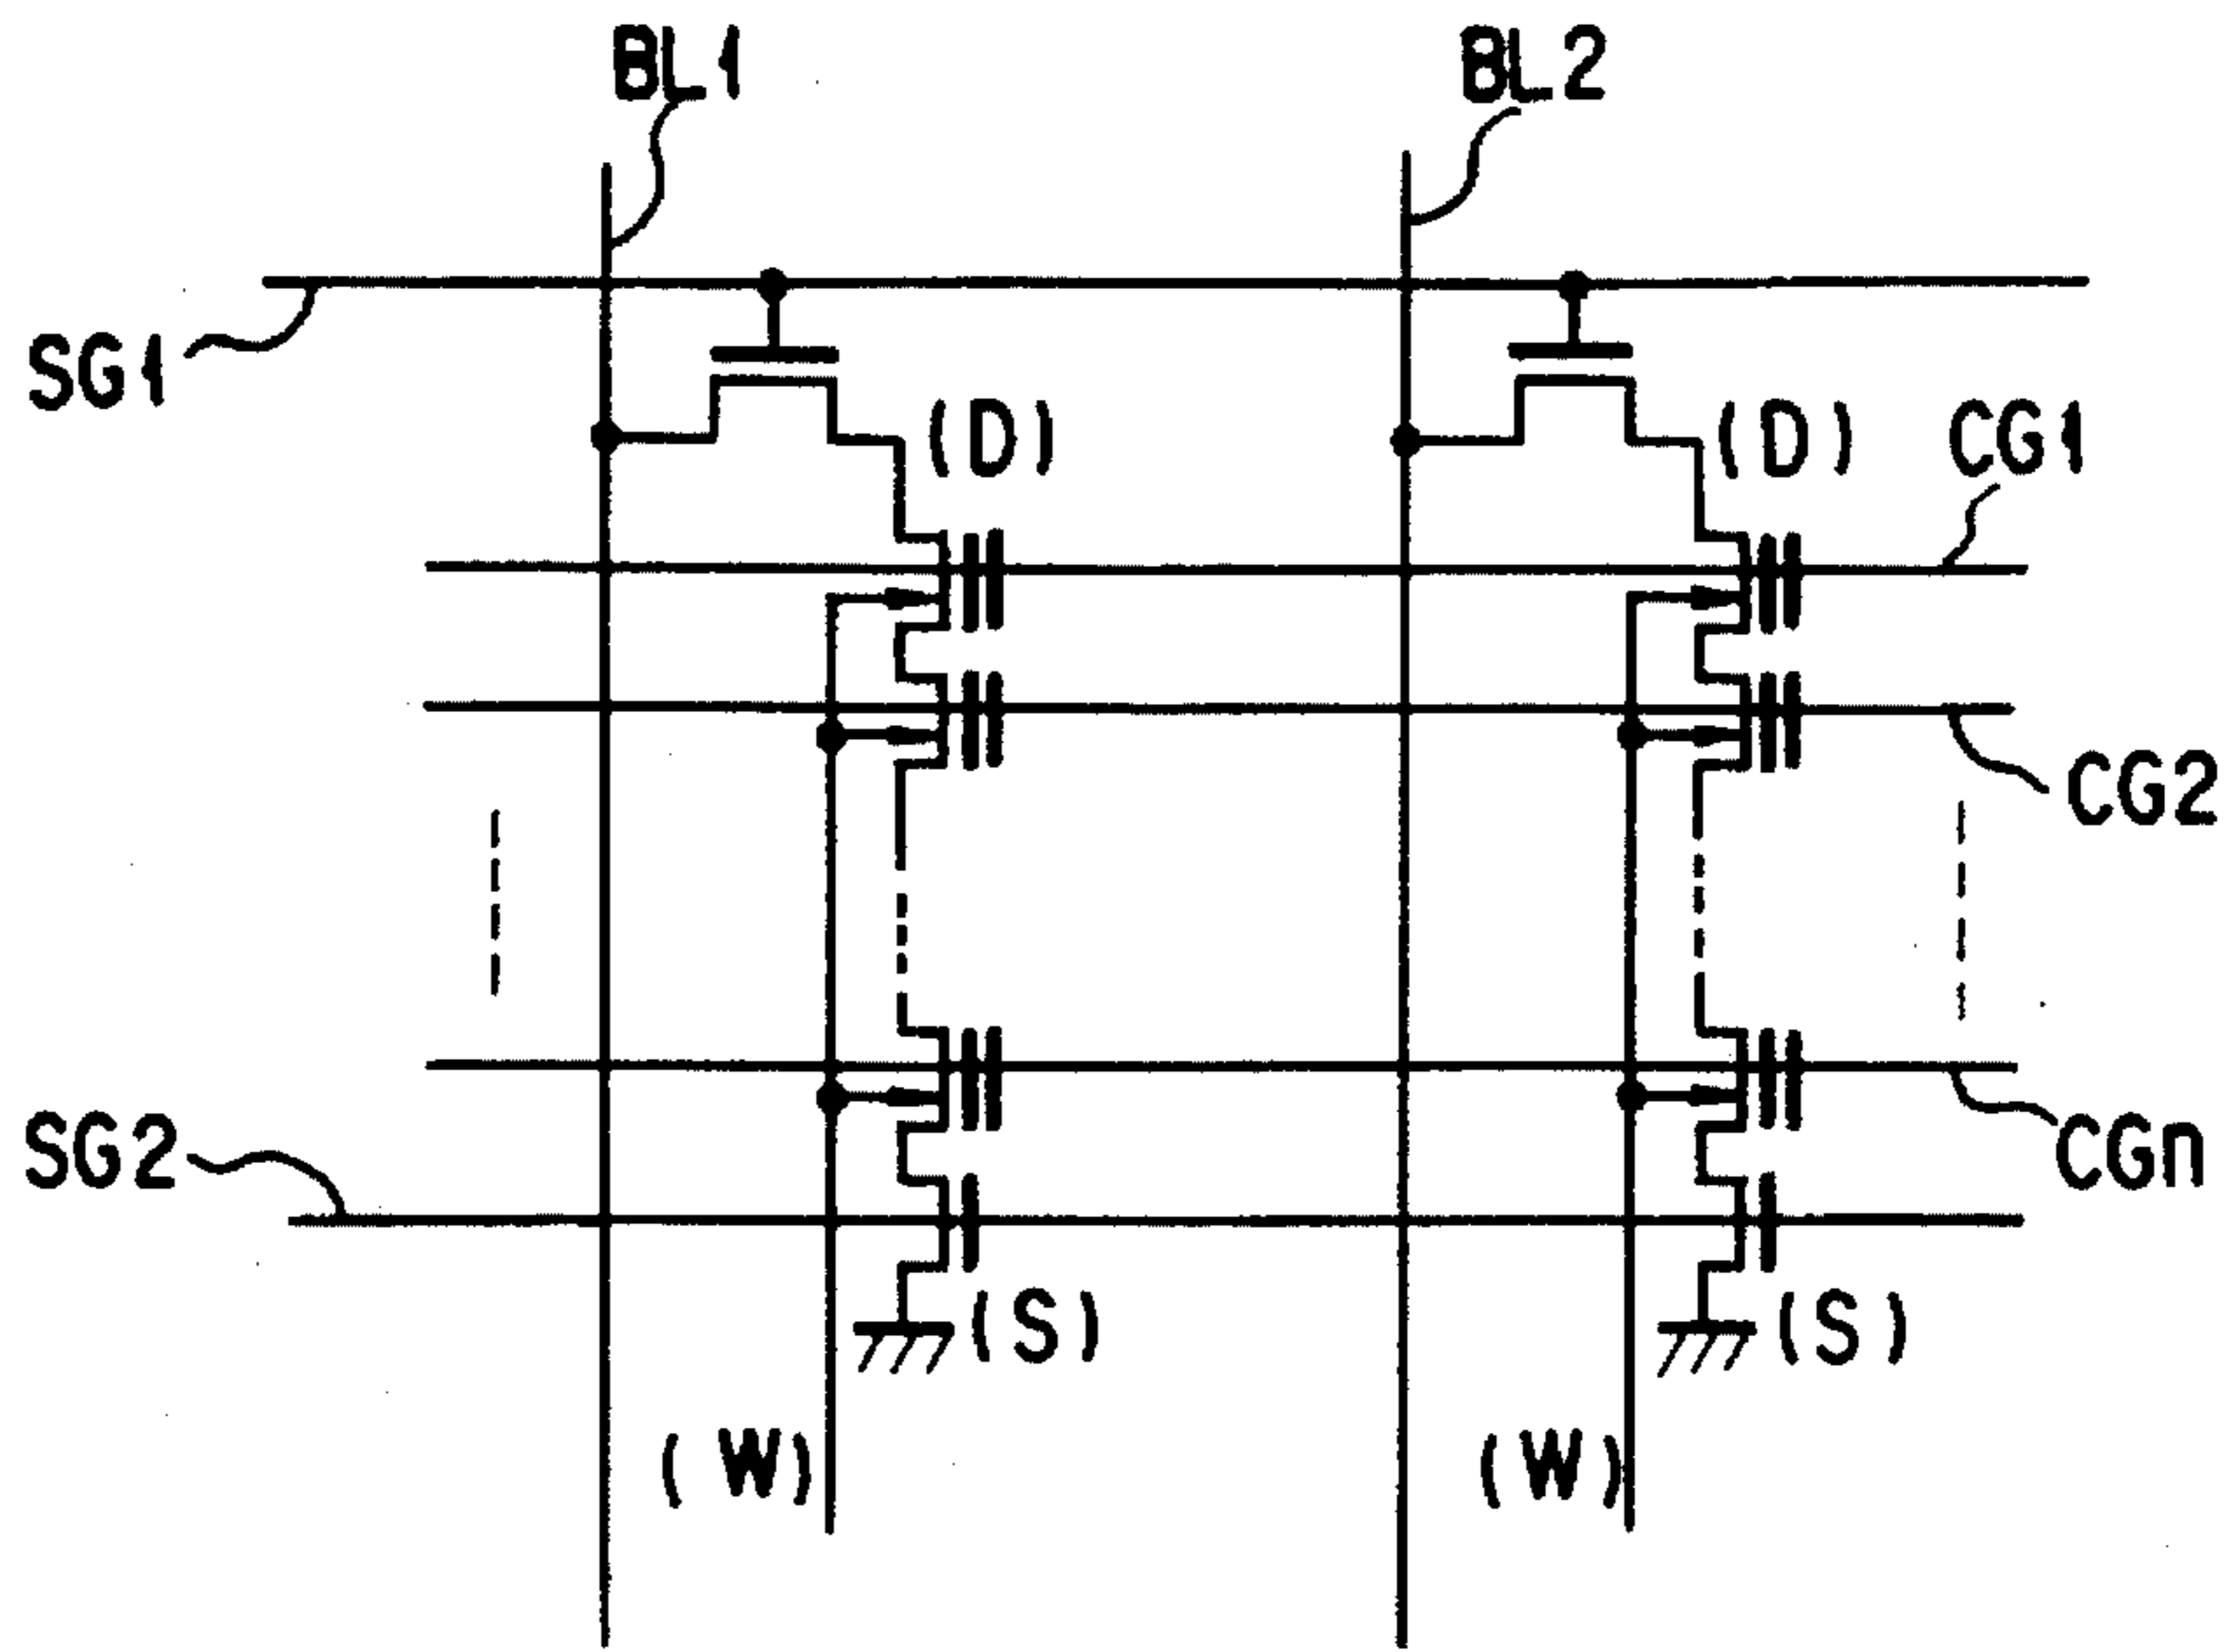 BL1 BL2
SG1
(D) (D) CG1
CG2
SG2 CGn
(S) (S)
(W) (W)